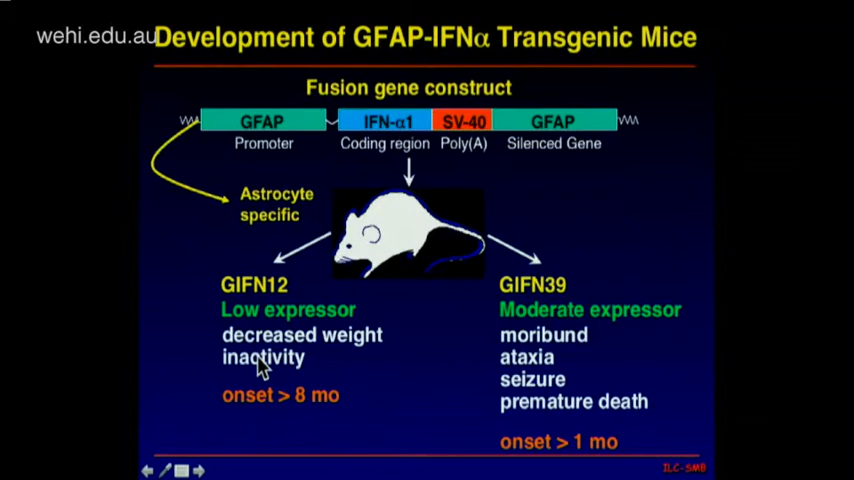 wehi.edu.au
Development of GFAP-IFNα Transgenic Mice
Fusion gene construct
GFAP IFN-α1 SV-40 GFAP
Promoter Coding region Poly(A) Silenced Gene
Astrocyte
specific
GIFN12
Low expressor
decreased weight
inactivity
onset > 8 mo
GIFN39
Moderate expressor
moribund
ataxia
seizure
premature death
onset > 1 mo
ILC-SMB